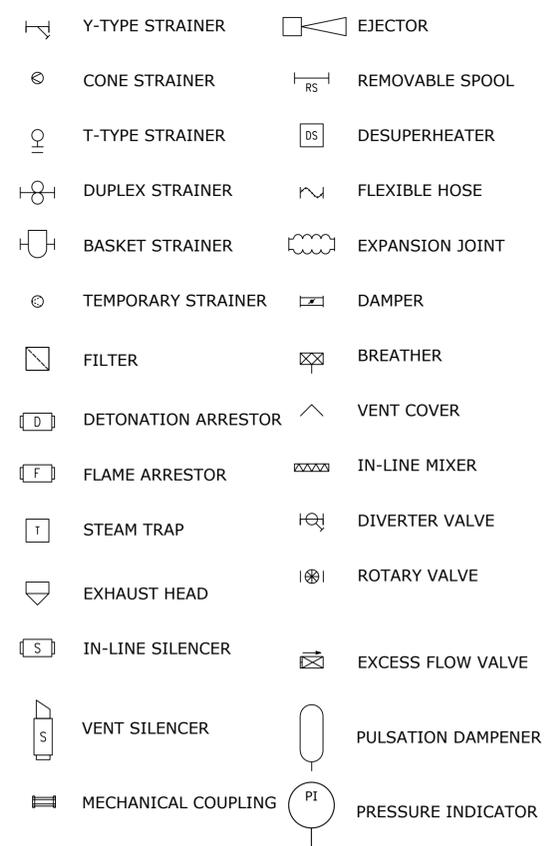 Y-TYPE STRAINER
CONE STRAINER
T-TYPE STRAINER
DUPLEX STRAINER
BASKET STRAINER
TEMPORARY STRAINER
FILTER
D DETONATION ARRESTOR
F FLAME ARRESTOR
T STEAM TRAP
EXHAUST HEAD
S IN-LINE SILENCER
S VENT SILENCER
MECHANICAL COUPLING
EJECTOR
RS REMOVABLE SPOOL
DS DESUPERHEATER
FLEXIBLE HOSE
EXPANSION JOINT
DAMPER
BREATHER
VENT COVER
IN-LINE MIXER
DIVERTER VALVE
ROTARY VALVE
EXCESS FLOW VALVE
PULSATION DAMPENER
PI PRESSURE INDICATOR